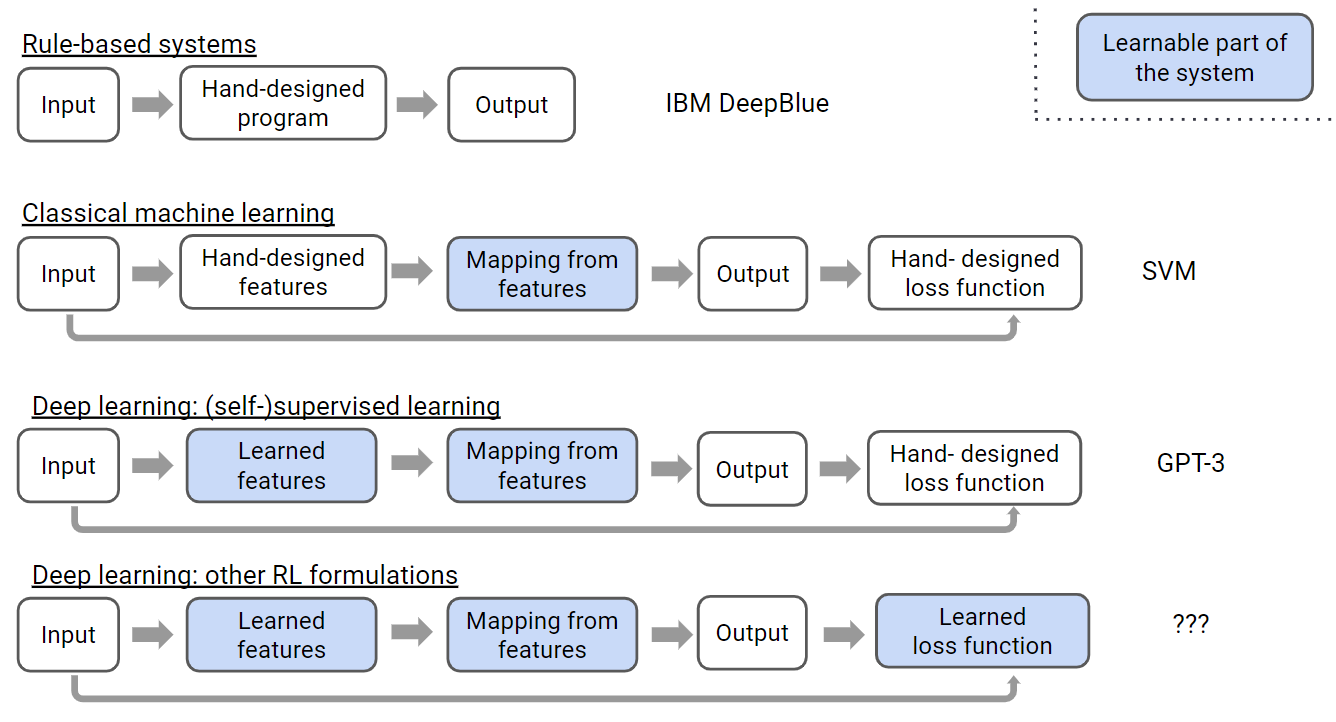 Rule-based systems
Input
Hand-designed
program
Output
IBM DeepBlue
Learnable part of
the system
Classical machine learning
Input
Hand-designed
features
Mapping from
features
Output
Hand- designed
loss function
SVM
Deep learning: (self-)supervised learning
Input
Learned
features
Mapping from
features
Output
Hand- designed
loss function
GPT-3
Deep learning: other RL formulations
Input
Learned
features
Mapping from
features
Output
Learned
loss function
???